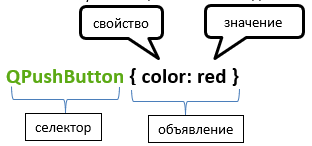 свойство
значение
QPushButton { color: red }
селектор
объявление